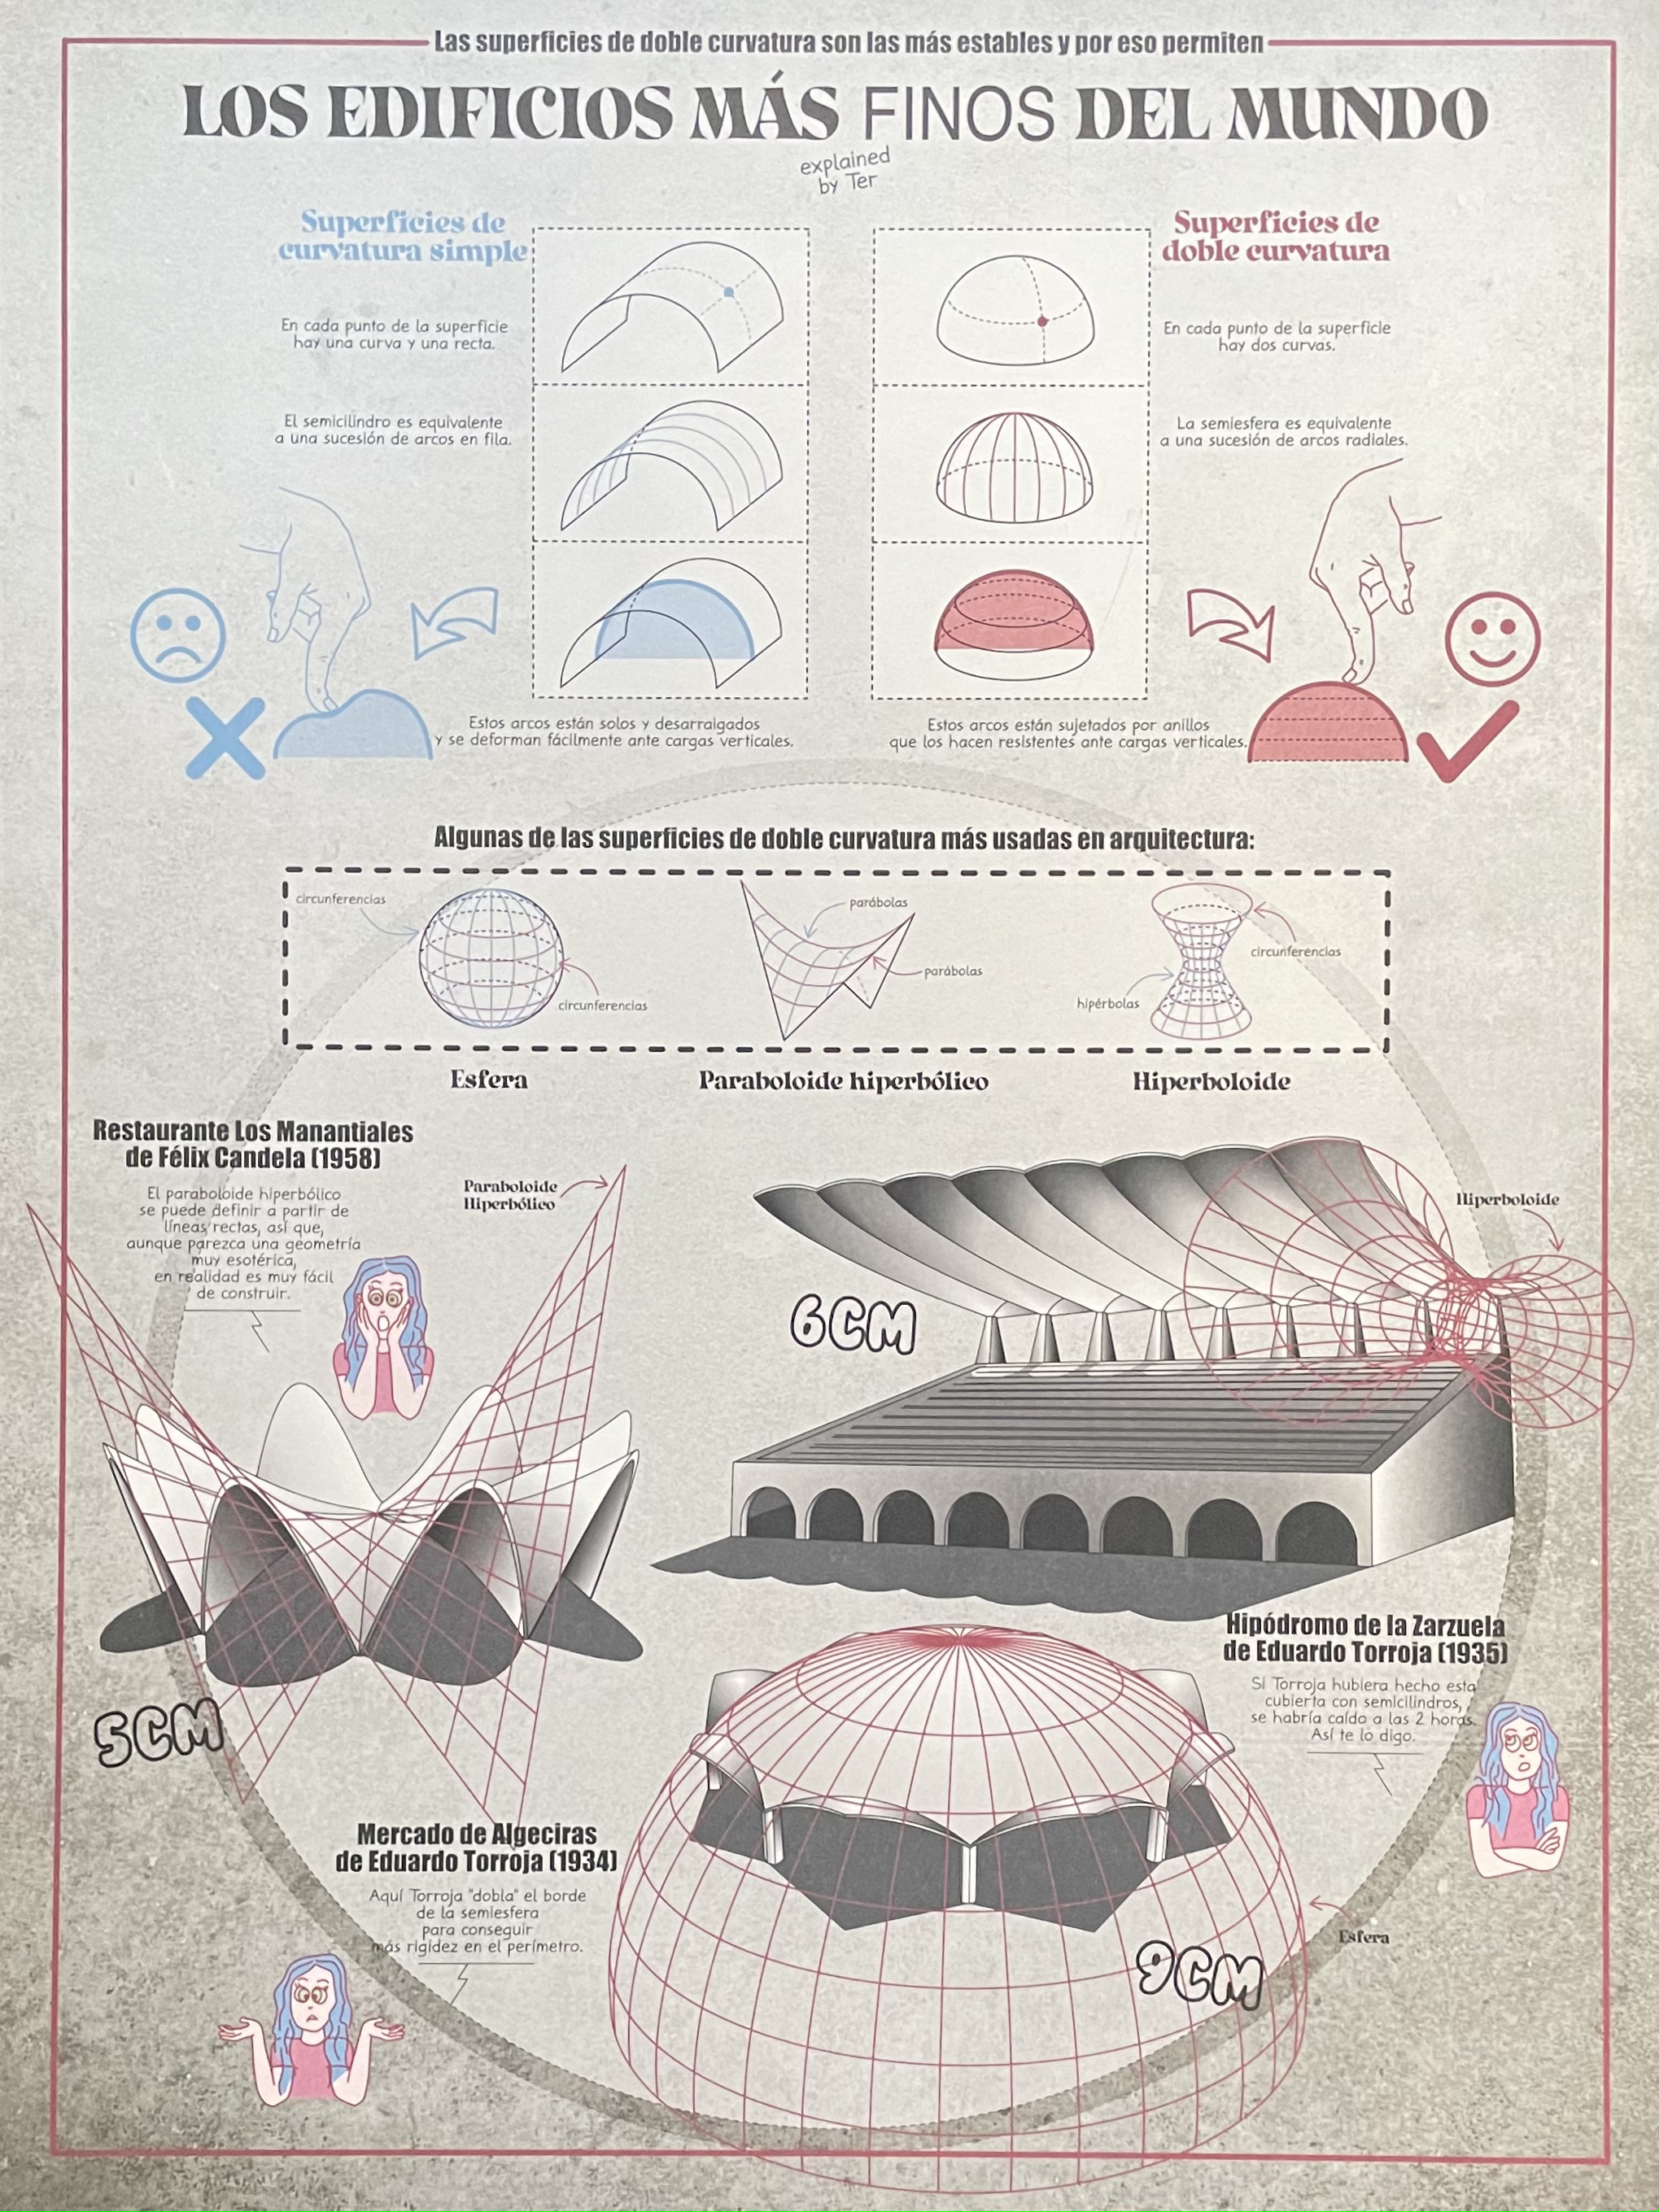 Las superficies de doble curvatura son las más estables y por eso permiten
LOS EDIFICIOS MÁS FINOS DEL MUNDO
explained
by Ter
Superficies de
curvatura simple
En cada punto de la superficie
hay una curva y una recta.
El semicilindro es equivalente
a una sucesión de arcos en fila.
Estos arcos están solos y desarraigados
y se deforman fácilmente ante cargas verticales.
Superficies de
doble curvatura
En cada punto de la superficie
hay dos curvas.
La semiesfera es equivalente
a una sucesión de arcos radiales.
Estos arcos están sujetados por anillos
que los hacen resistentes ante cargas verticales.
Algunas de las superficies de doble curvatura más usadas en arquitectura:
circunferencias
circunferencias
Esfera
parábolas
parábolas
Paraboloide hiperbólico
circunferencias
hipérbolas
Hiperboloide
Restaurante Los Manantiales
de Félix Candela (1958)
El paraboloide hiperbólico
se puede definir a partir de
líneas rectas, así que,
aunque parezca una geometría
muy esotérica,
en realidad es muy fácil
de construir.
Paraboloide
Hiperbólico
5CM
Hiperboloide
6CM
Hipódromo de la Zarzuela
de Eduardo Torroja (1935)
Si Torroja hubiera hecho esta
cubierta con semicilindros,
se habría caído a las 2 horas.
Así te lo digo.
Mercado de Algeciras
de Eduardo Torroja (1934)
Aquí Torroja "dobla" el borde
de la semiesfera
para conseguir
más rigidez en el perímetro.
9CM
Esfera